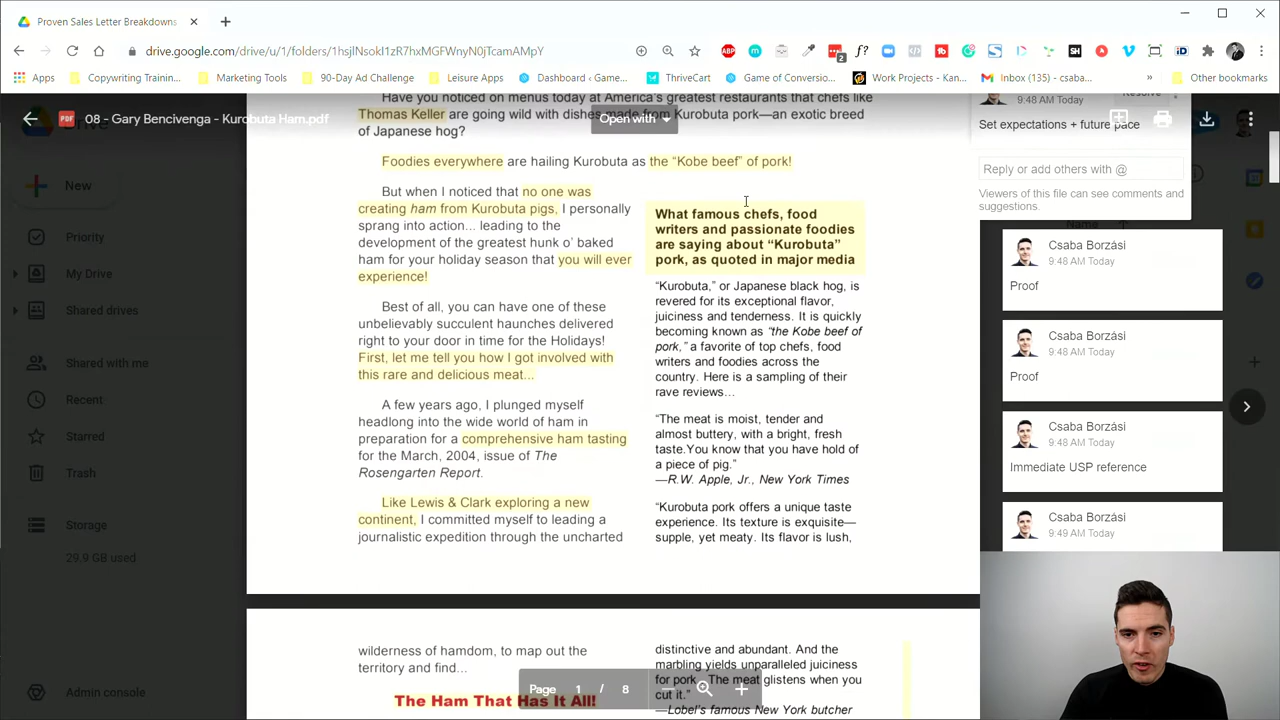 Proven Sales Letter Breakdowns
drive.google.com/drive/u/1/folders/1hsjlNsokI1zR7hxMGFWnyN0jTcamAMpY
Apps
Copywriting Trainin...
Marketing Tools
90-Day Ad Challenge
Leisure Apps
Dashboard ‹ Game...
ThriveCart
Game of Conversio...
Work Projects - Kan...
Inbox (135) - csaba...
Other bookmarks
08 - Gary Bencivenga - Kurobuta Ham.pdf
Open with
New
Priority
My Drive
Shared drives
Shared with me
Recent
Starred
Trash
Storage
29.9 GB used
Admin console
Have you noticed on menus today at America's greatest restaurants that chefs like
Thomas Keller are going wild with dishes made from Kurobuta pork—an exotic breed
of Japanese hog?
Foodies everywhere are hailing Kurobuta as the “Kobe beef” of pork!
But when I noticed that no one was
creating ham from Kurobuta pigs, I personally
sprang into action... leading to the
development of the greatest hunk o’ baked
ham for your holiday season that you will ever
experience!
Best of all, you can have one of these
unbelievably succulent haunches delivered
right to your door in time for the Holidays!
First, let me tell you how I got involved with
this rare and delicious meat...
A few years ago, I plunged myself
headlong into the wide world of ham in
preparation for a comprehensive ham tasting
for the March, 2004, issue of The
Rosengarten Report.
Like Lewis & Clark exploring a new
continent, I committed myself to leading a
journalistic expedition through the uncharted
What famous chefs, food
writers and passionate foodies
are saying about “Kurobuta”
pork, as quoted in major media
“Kurobuta,” or Japanese black hog, is
revered for its exceptional flavor,
juiciness and tenderness. It is quickly
becoming known as “the Kobe beef of
pork,” a favorite of top chefs, food
writers and foodies across the
country. Here is a sampling of their
rave reviews…
“The meat is moist, tender and
almost buttery, with a bright, fresh
taste.You know that you have hold of
a piece of pig.”
—R.W. Apple, Jr., New York Times
“Kurobuta pork offers a unique taste
experience. Its texture is exquisite—
supple, yet meaty. Its flavor is lush,
wilderness of hamdom, to map out the
territory and find...
The Ham That Has It All!
distinctive and abundant. And the
marbling yields unparalleled juiciness
for pork. The meat glistens when you
cut it.”
—Lobel's famous New York butcher
Page 1 / 8
9:48 AM Today
Resolve
Set expectations + future pace
Reply or add others with @
Viewers of this file can see comments and
suggestions.
Name
Csaba Borzási
9:48 AM Today
Proof
Csaba Borzási
9:48 AM Today
Proof
Csaba Borzási
9:48 AM Today
Immediate USP reference
Csaba Borzási
9:49 AM Today